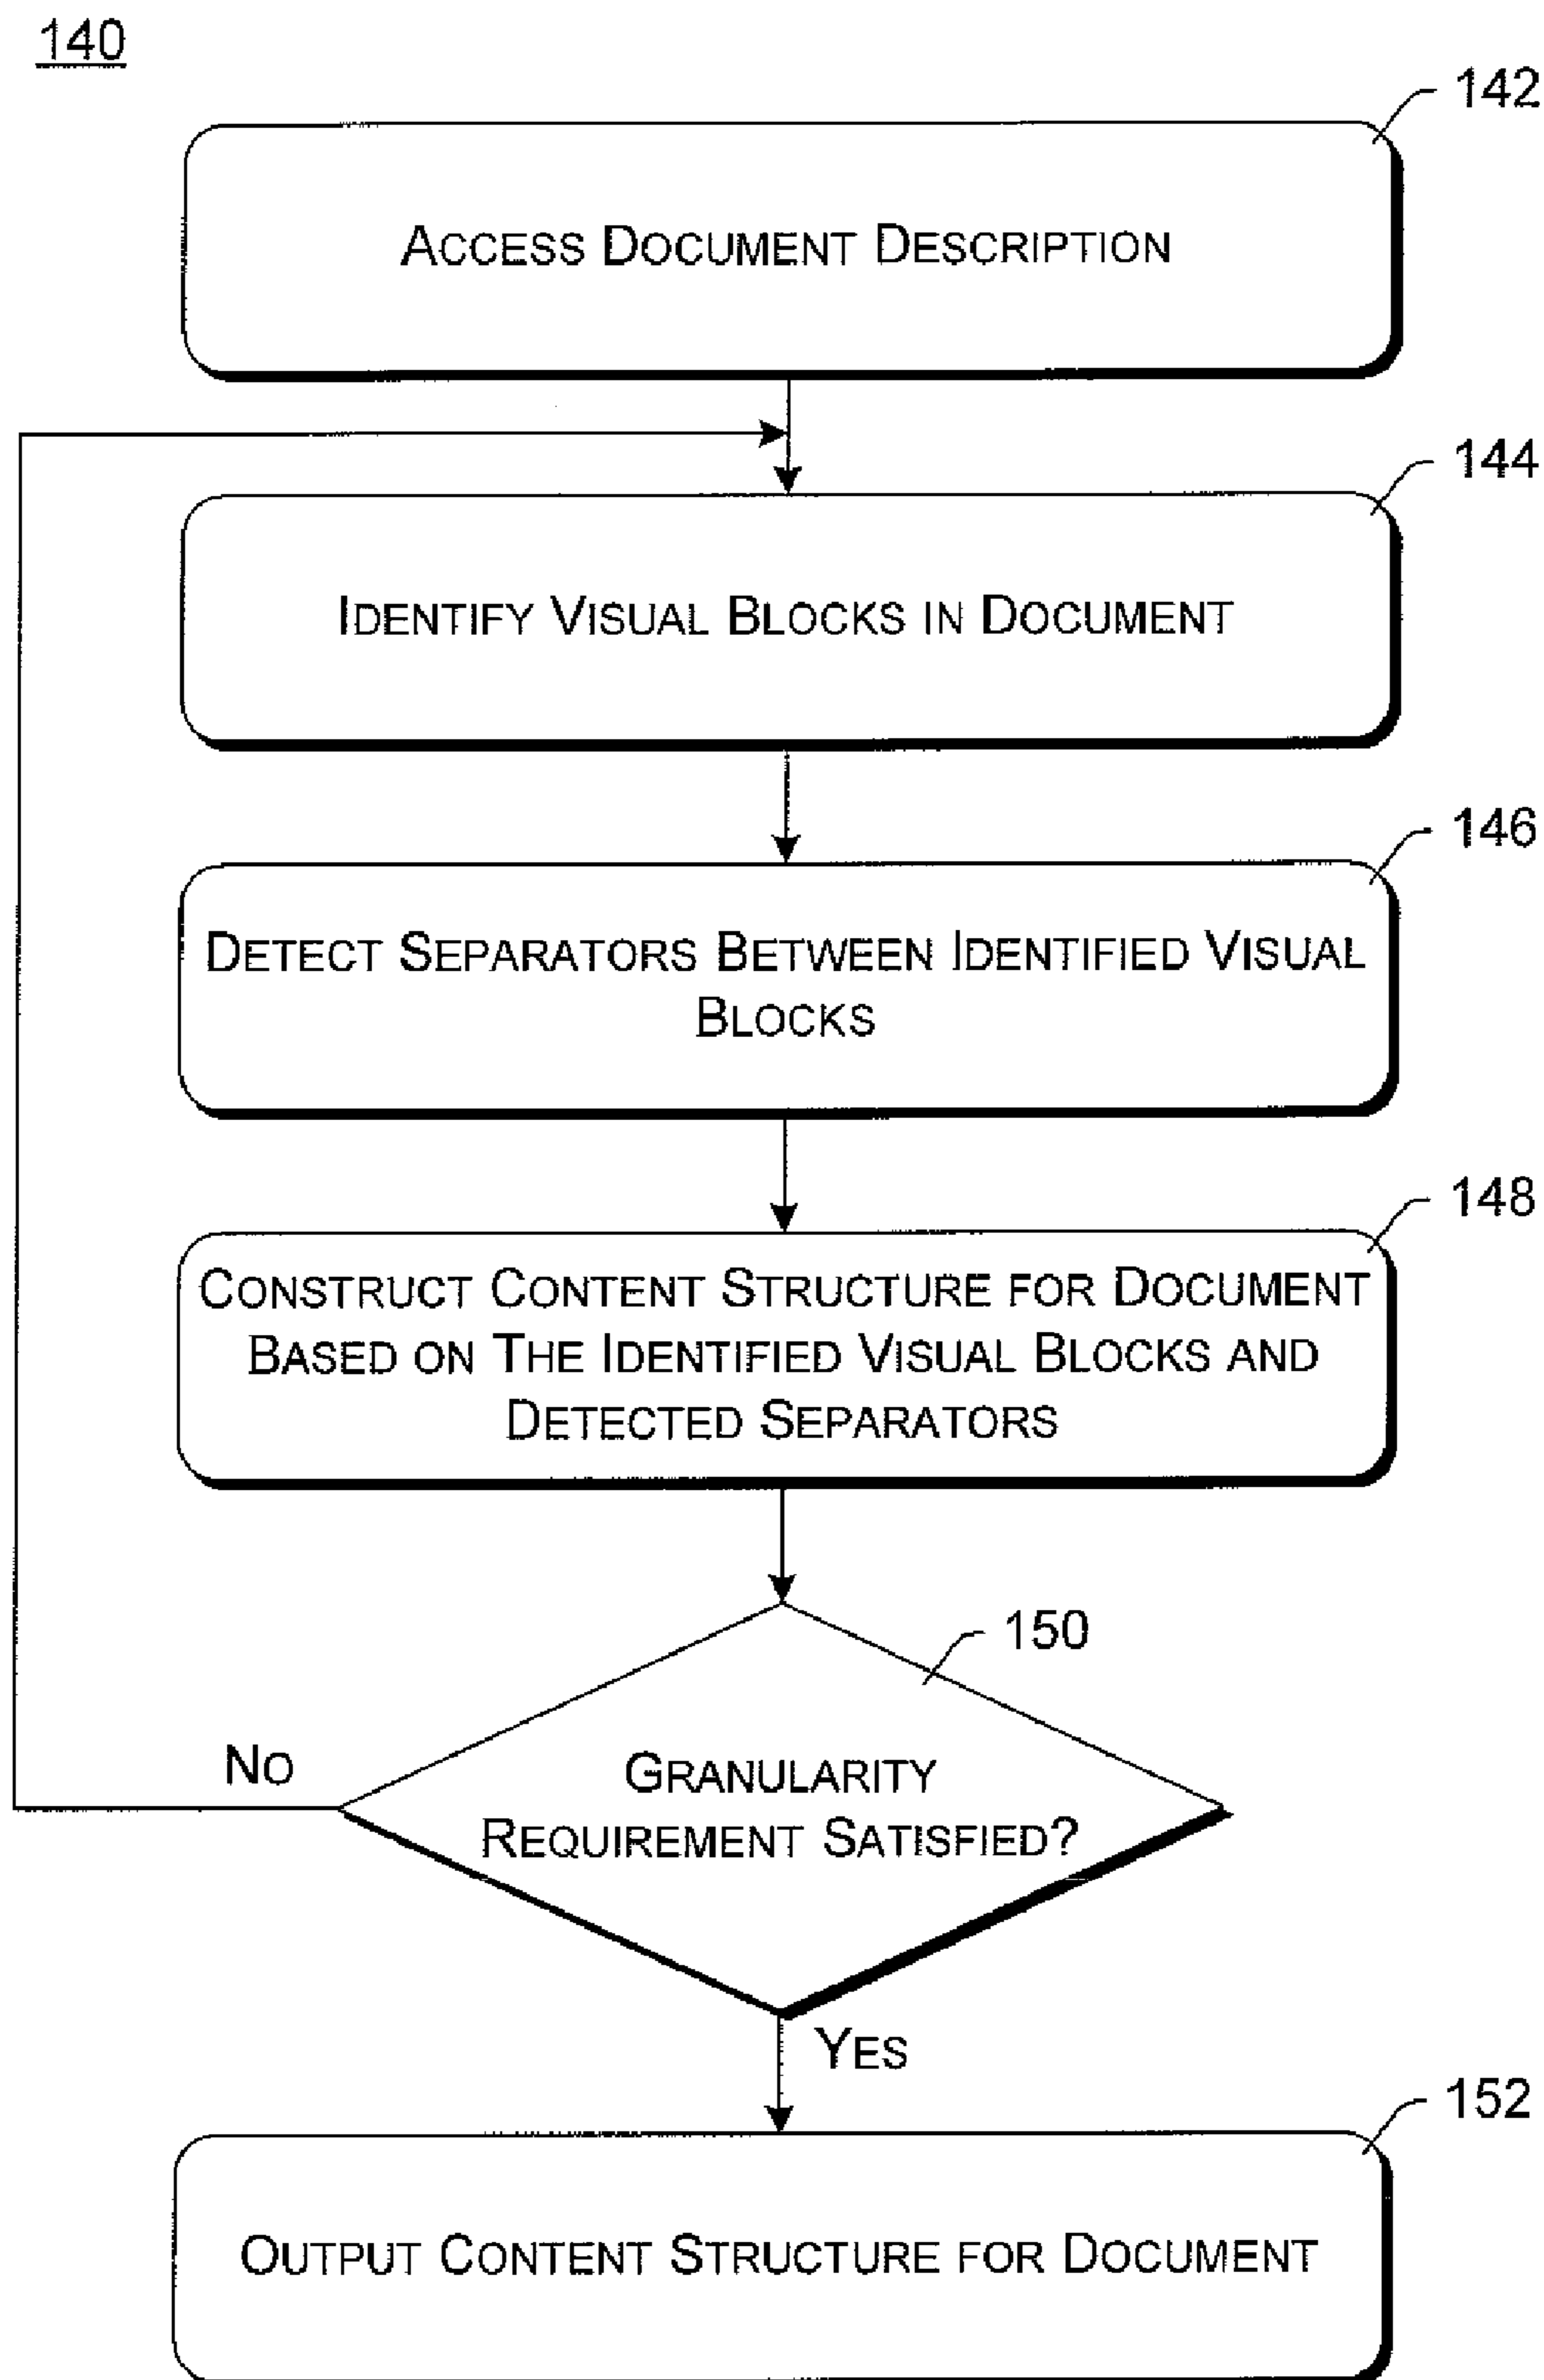 140
142
ACCESS DOCUMENT DESCRIPTION
144
IDENTIFY VISUAL BLOCKS IN DOCUMENT
146
DETECT SEPARATORS BETWEEN IDENTIFIED VISUAL
BLOCKS
148
CONSTRUCT CONTENT STRUCTURE FOR DOCUMENT
BASED ON THE IDENTIFIED VISUAL BLOCKS AND
DETECTED SEPARATORS
150
NO
GRANULARITY
REQUIREMENT SATISFIED?
YES
152
OUTPUT CONTENT STRUCTURE FOR DOCUMENT